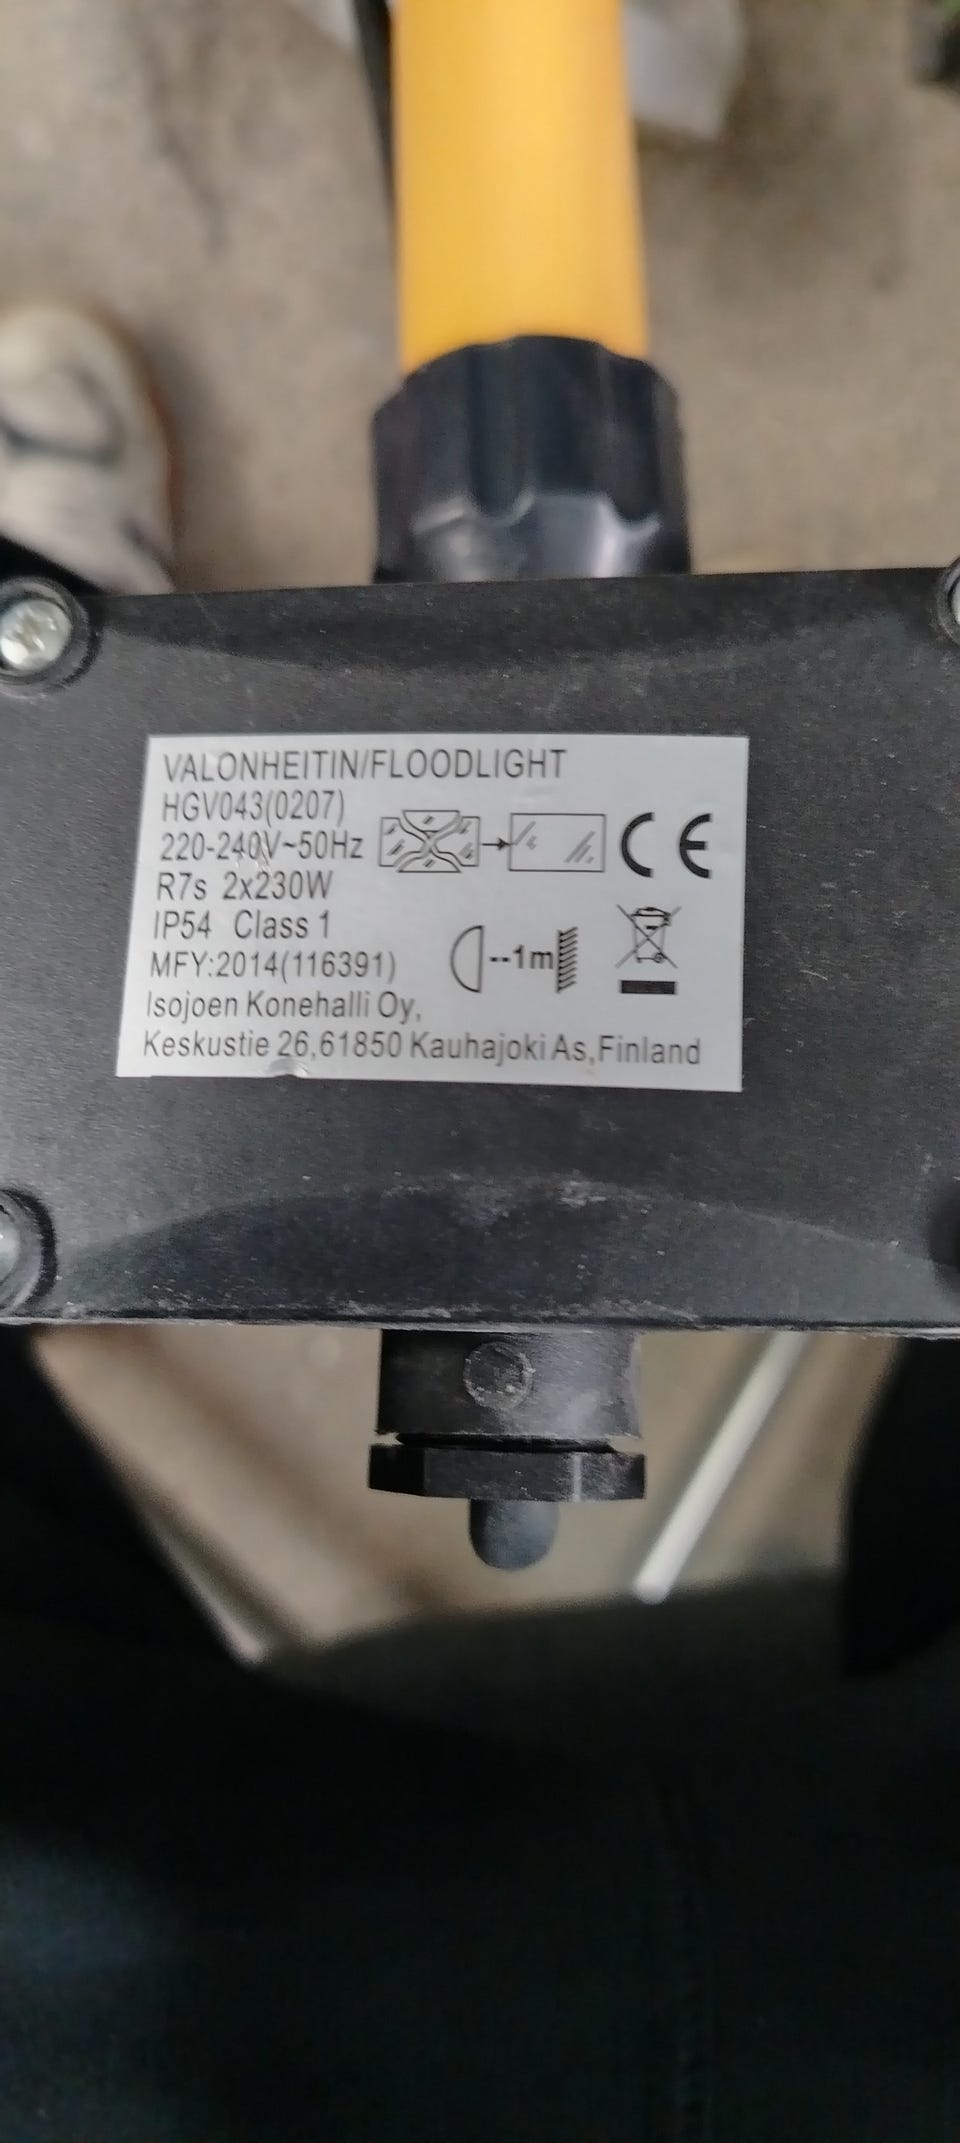 VALONHEITIN/FLOODLIGHT
HGV043(0207)
220-240V~50Hz
CE
R7s 2x230W
IP54 Class 1
MFY:2014(116391)
--1m
Isojoen Konehalli Oy,
Keskustie 26,61850 Kauhajoki As,Finland